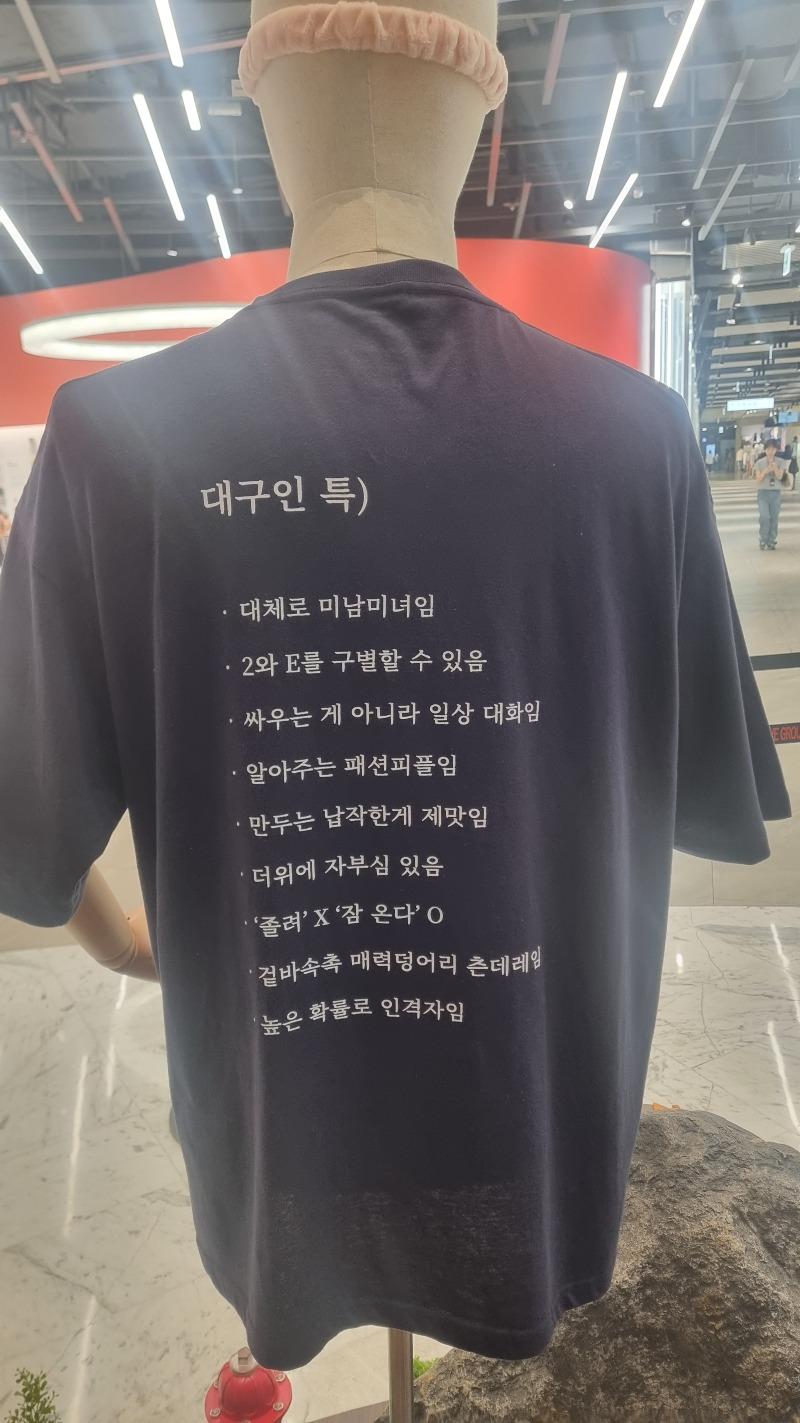 대구인 특)
· 대체로 미남미녀임
· 2와 E를 구별할 수 있음
· 싸우는 게 아니라 일상 대화임
· 알아주는 패션피플임
· 만두는 납작한게 제맛임
· 더위에 자부심 있음
· '졸려' X '잠 온다' O
· 겉바속촉 매력덩어리 츤데레임
· 높은 확률로 인격자임